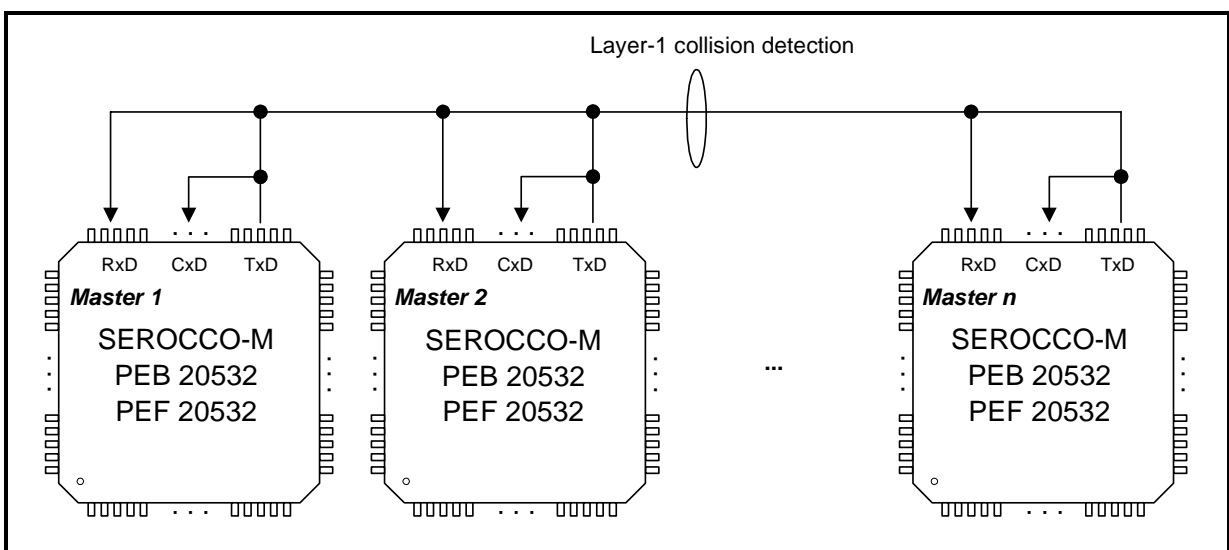 Layer-1 collision detection
. . .
RxD CxD TxD
Master 1
SEROCCO-M
PEB 20532
PEF 20532
. . .
. . .
RxD CxD TxD
Master 2
SEROCCO-M
PEB 20532
PEF 20532
. . .
...
. . .
RxD CxD TxD
Master n
SEROCCO-M
PEB 20532
PEF 20532
. . .